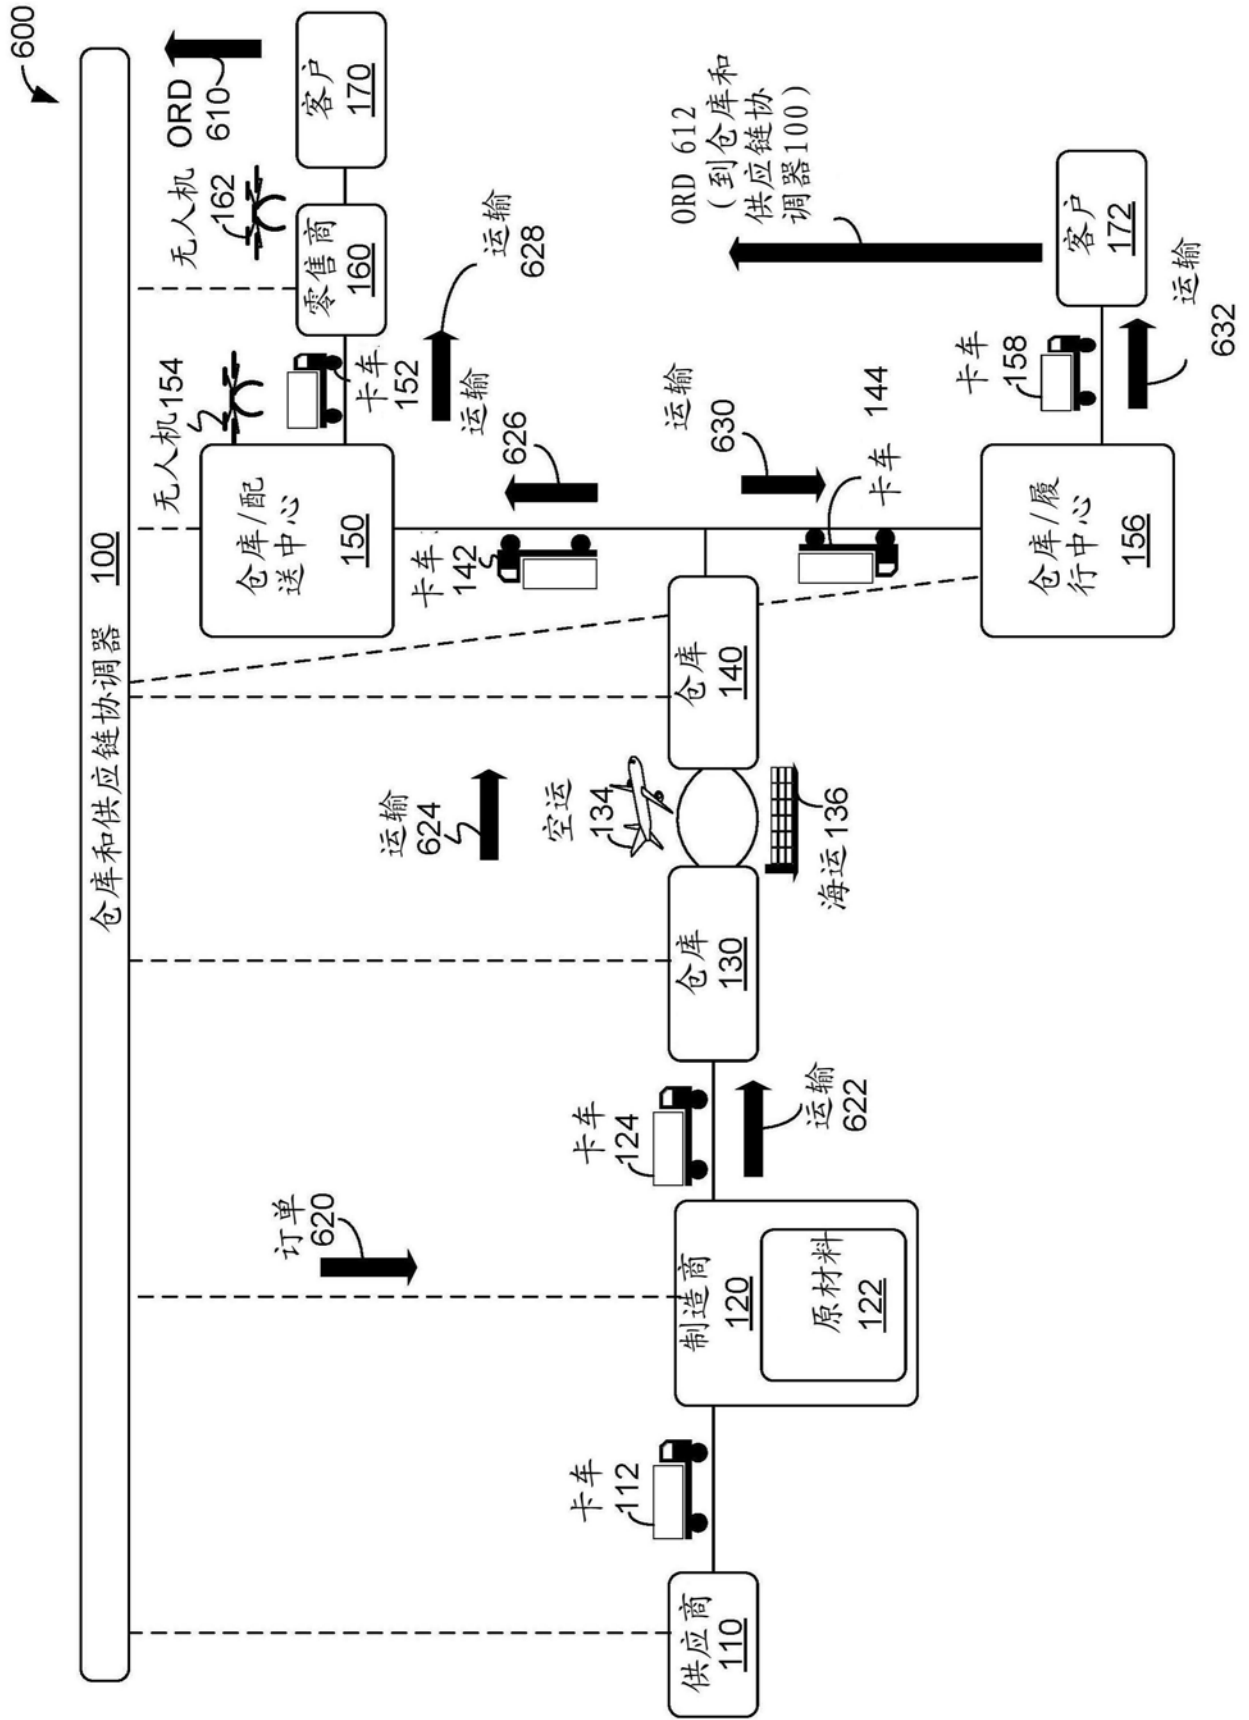 600
仓库和供应链协调器 100
订单
620
运输
624
无人机154
无人机
162
ORD
610
仓库/配
送中心
150
卡车
152
零售商
160
客户
170
运输
628
卡车
142
运输
626
运输
630
卡车
144
ORD 612
(到仓库和
供应链协
调器100)
卡车
112
卡车
124
空运
134
供应商
110
制造商
120
原材料
122
仓库
130
仓库
140
运输
622
海运136
卡车
158
仓库/履
行中心
156
客户
172
运输
632